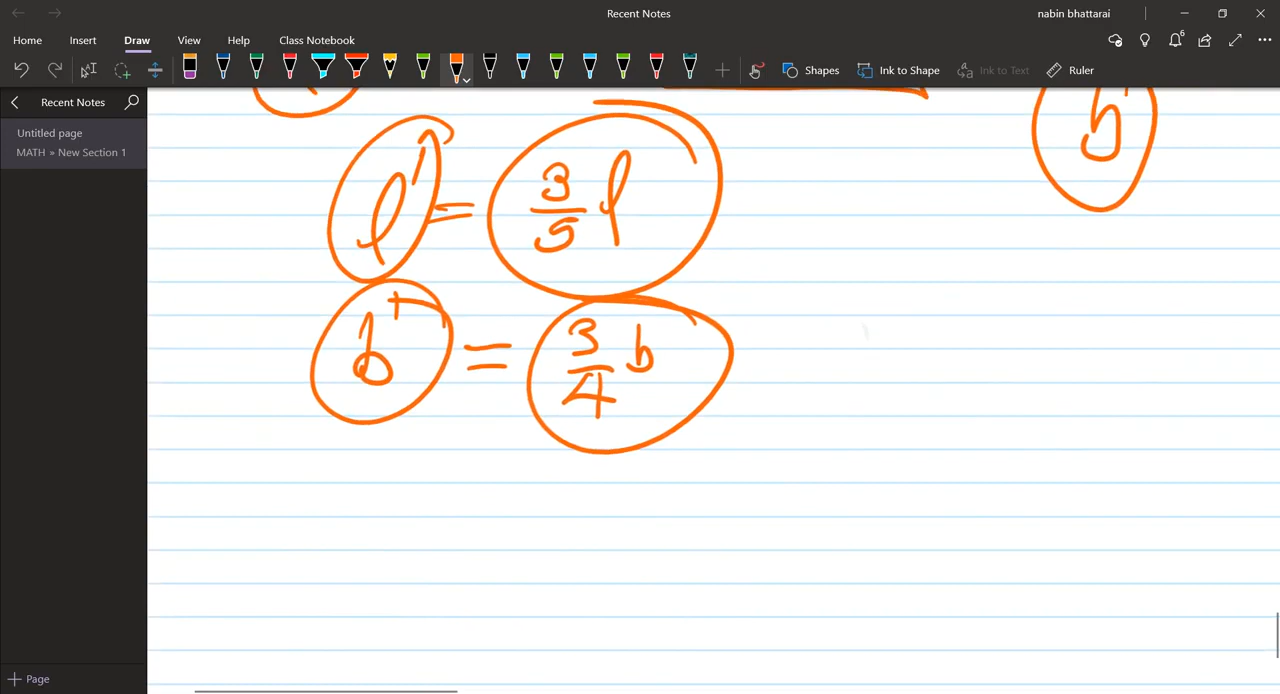 Recent Notes
nabin bhattarai
Home Insert Draw View Help Class Notebook
6
Shapes Ink to Shape Ink to Text Ruler
Recent Notes
Untitled page
MATH » New Section 1
b'
l' = 3/5 l
b' = 3/4 b
Page